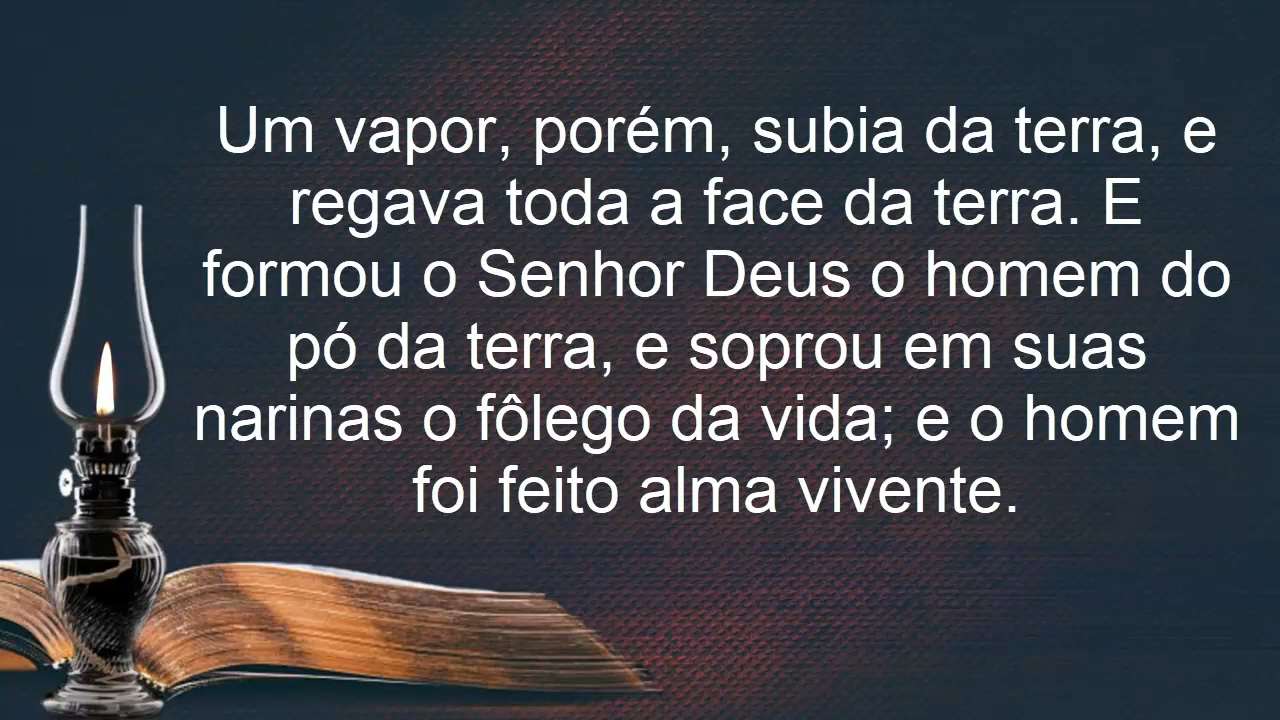 Um vapor, porém, subia da terra, e
regava toda a face da terra. E
formou o Senhor Deus o homem do
pó da terra, e soprou em suas
narinas o fôlego da vida; e o homem
foi feito alma vivente.